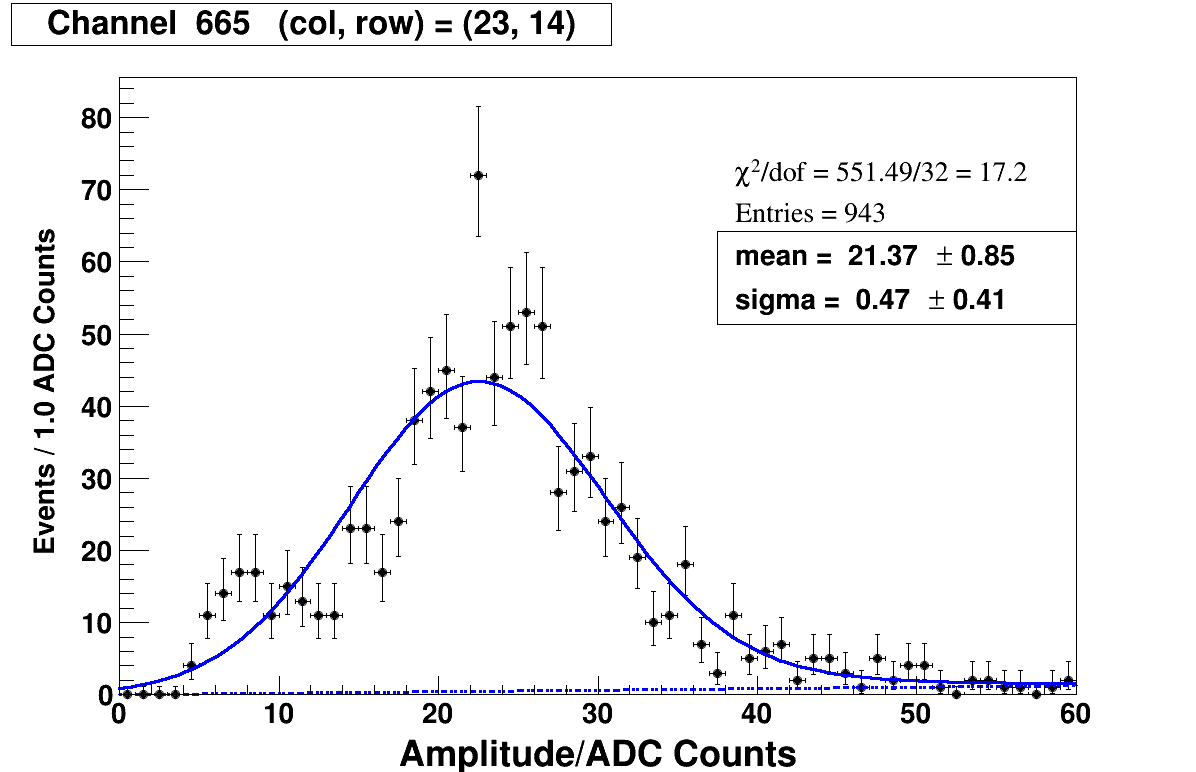 Channel 665 (col, row) = (23, 14)
χ²/dof = 551.49/32 = 17.2
Entries = 943
mean = 21.37 ± 0.85
sigma = 0.47 ± 0.41
Events / 1.0 ADC Counts
80
70
60
50
40
30
20
10
0
0 10 20 30 40 50 60
Amplitude/ADC Counts